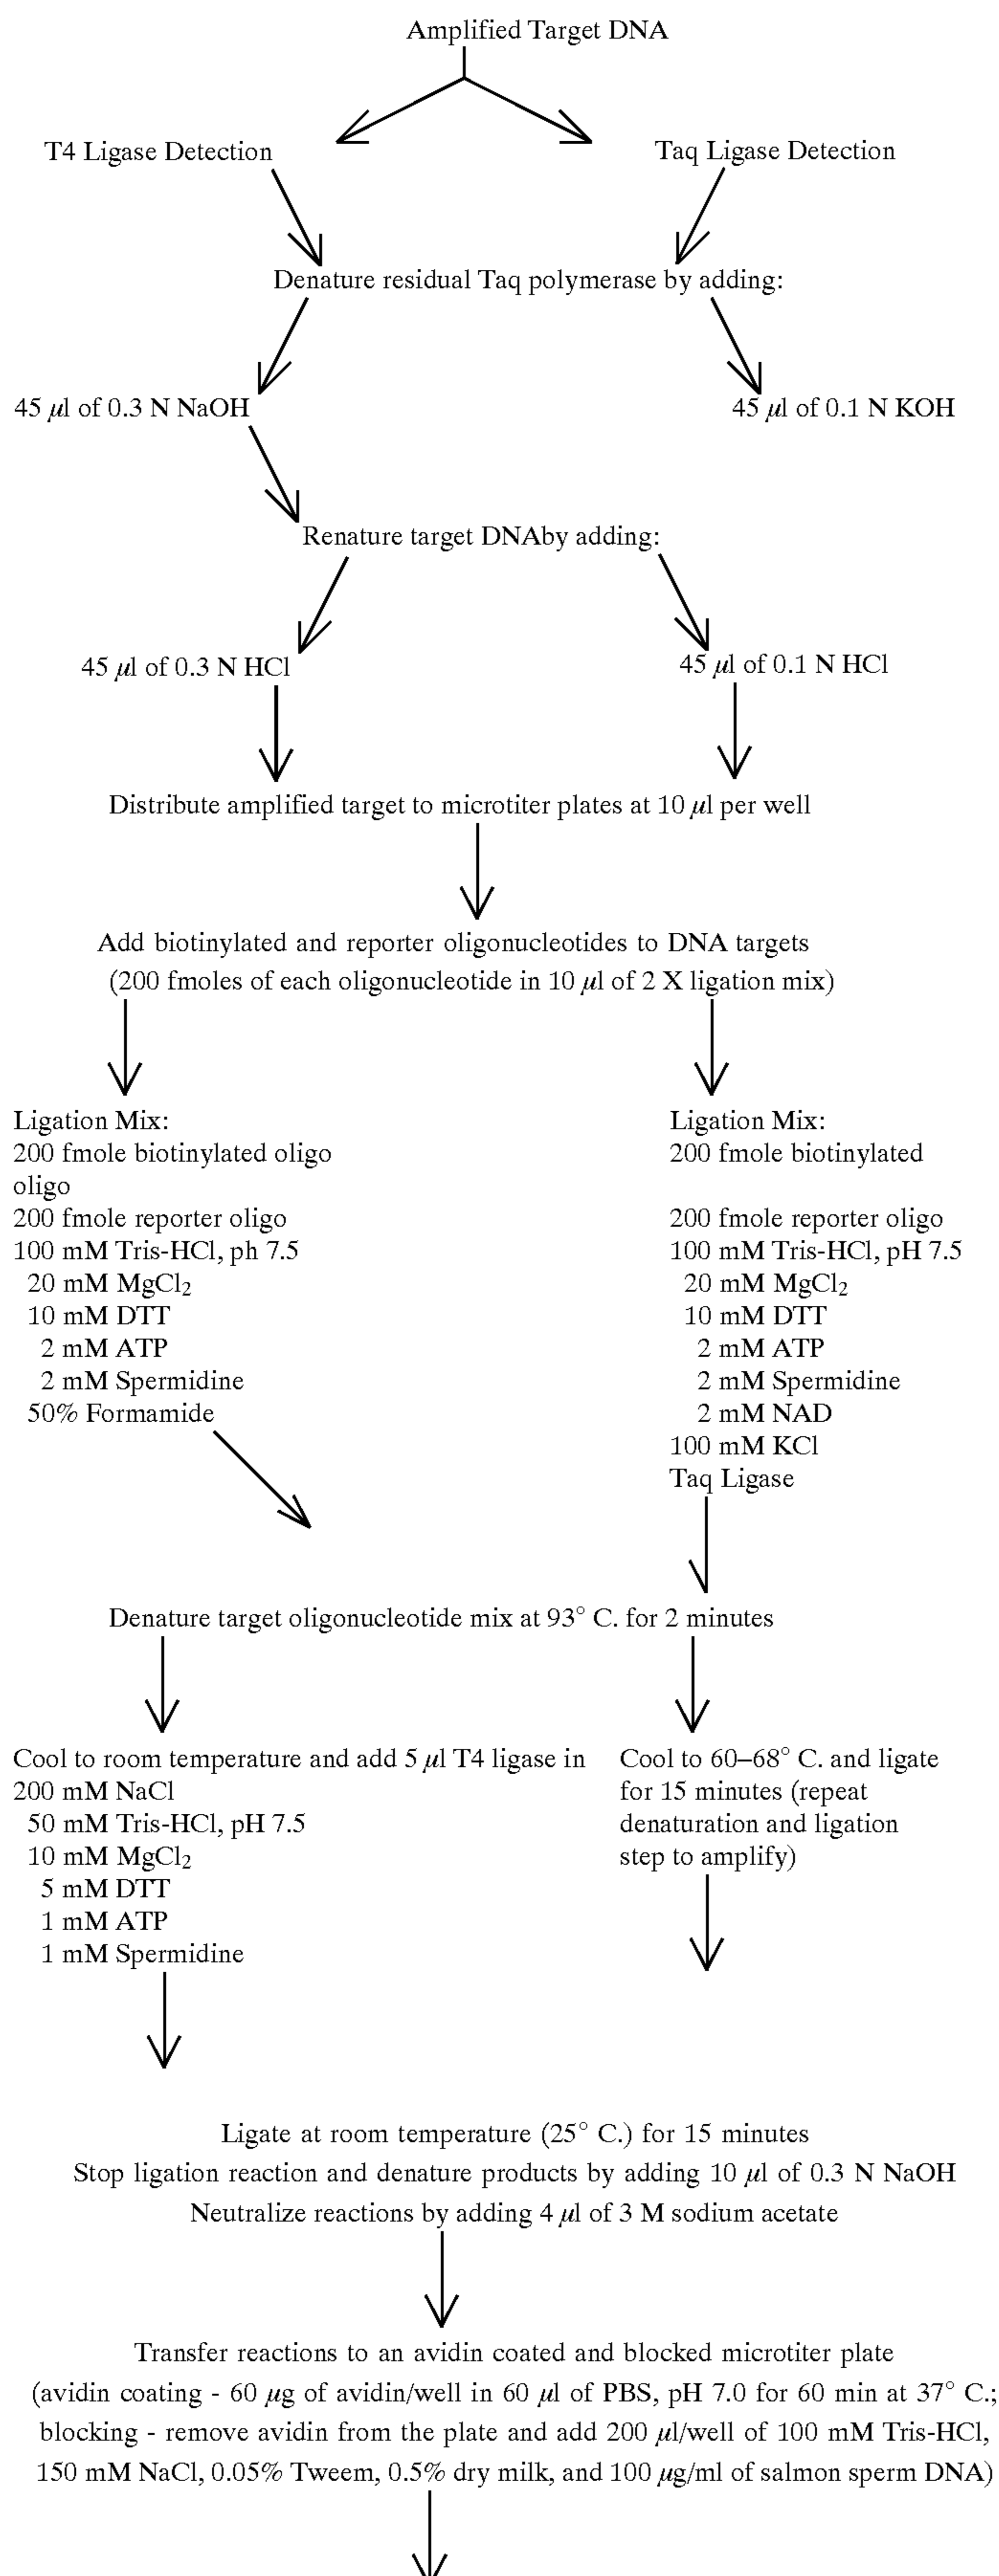 Amplified Target DNA
T4 Ligase Detection
Taq Ligase Detection
Denature residual Taq polymerase by adding:
45 μl of 0.3 N NaOH
45 μl of 0.1 N KOH
Renature target DNAby adding:
45 μl of 0.3 N HCl
45 μl of 0.1 N HCl
Distribute amplified target to microtiter plates at 10 μl per well
Add biotinylated and reporter oligonucleotides to DNA targets
(200 fmoles of each oligonucleotide in 10 μl of 2 X ligation mix)
Ligation Mix:
200 fmole biotinylated oligo
oligo
200 fmole reporter oligo
100 mM Tris-HCl, ph 7.5
20 mM MgCl₂
10 mM DTT
2 mM ATP
2 mM Spermidine
50% Formamide
Ligation Mix:
200 fmole biotinylated
200 fmole reporter oligo
100 mM Tris-HCl, pH 7.5
20 mM MgCl₂
10 mM DTT
2 mM ATP
2 mM Spermidine
2 mM NAD
100 mM KCl
Taq Ligase
Denature target oligonucleotide mix at 93° C. for 2 minutes
Cool to room temperature and add 5 μl T4 ligase in
200 mM NaCl
50 mM Tris-HCl, pH 7.5
10 mM MgCl₂
5 mM DTT
1 mM ATP
1 mM Spermidine
Cool to 60–68° C. and ligate
for 15 minutes (repeat
denaturation and ligation
step to amplify)
Ligate at room temperature (25° C.) for 15 minutes
Stop ligation reaction and denature products by adding 10 μl of 0.3 N NaOH
Neutralize reactions by adding 4 μl of 3 M sodium acetate
Transfer reactions to an avidin coated and blocked microtiter plate
(avidin coating - 60 μg of avidin/well in 60 μl of PBS, pH 7.0 for 60 min at 37° C.;
blocking - remove avidin from the plate and add 200 μl/well of 100 mM Tris-HCl,
150 mM NaCl, 0.05% Tweem, 0.5% dry milk, and 100 μg/ml of salmon sperm DNA)